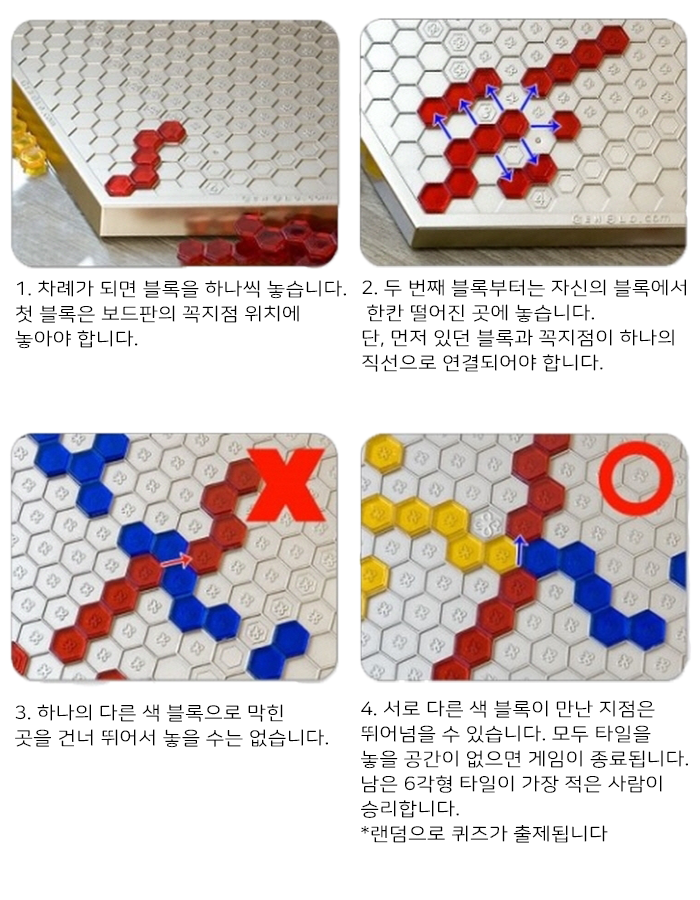 1. 차례가 되면 블록을 하나씩 놓습니다.
첫 블록은 보드판의 꼭지점 위치에
놓아야 합니다.
2. 두 번째 블록부터는 자신의 블록에서
한칸 떨어진 곳에 놓습니다.
단, 먼저 있던 블록과 꼭지점이 하나의
직선으로 연결되어야 합니다.
X
O
3. 하나의 다른 색 블록으로 막힌
곳을 건너 뛰어서 놓을 수는 없습니다.
4. 서로 다른 색 블록이 만난 지점은
뛰어넘을 수 있습니다. 모두 타일을
놓을 공간이 없으면 게임이 종료됩니다.
남은 6각형 타일이 가장 적은 사람이
승리합니다.
*랜덤으로 퀴즈가 출제됩니다